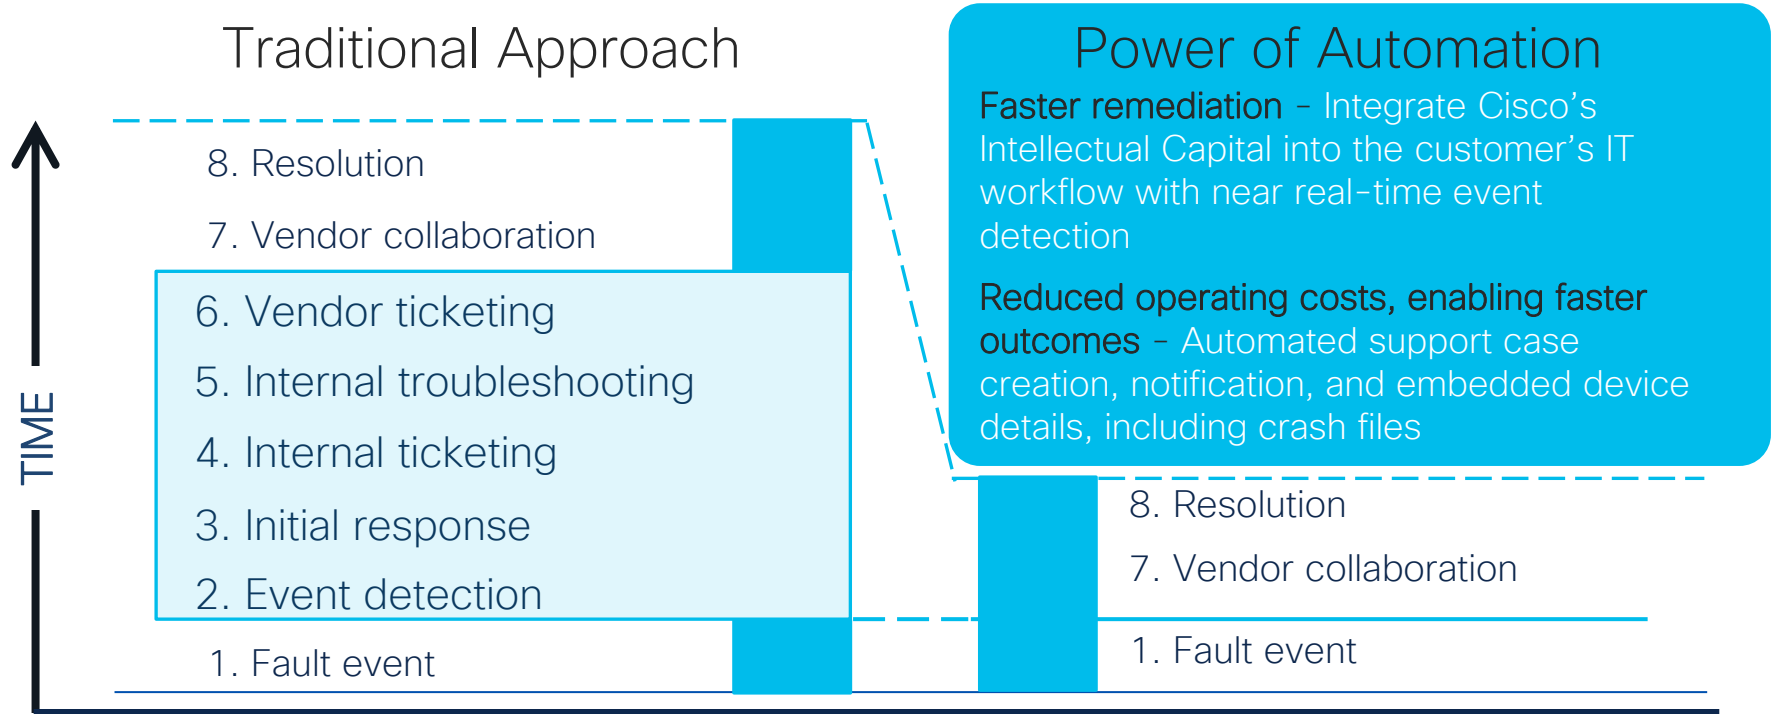 Traditional Approach
8. Resolution
7. Vendor collaboration
6. Vendor ticketing
5. Internal troubleshooting
4. Internal ticketing
3. Initial response
2. Event detection
1. Fault event
TIME
Power of Automation
Faster remediation - Integrate Cisco’s
Intellectual Capital into the customer’s IT
workflow with near real-time event
detection
Reduced operating costs, enabling faster
outcomes - Automated support case
creation, notification, and embedded device
details, including crash files
8. Resolution
7. Vendor collaboration
1. Fault event